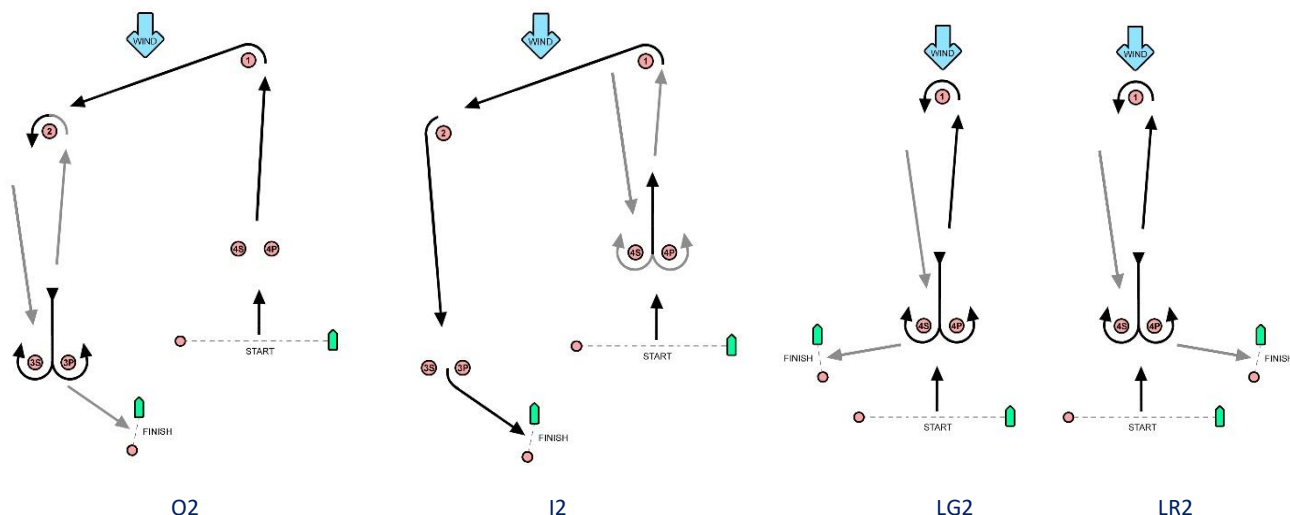 WIND
1
2
4S 4P
START
3S 3P
FINISH
O2
WIND
1
2
4S 4P
START
3S 3P
FINISH
I2
WIND
1
4S 4P
FINISH
START
LG2
WIND
1
4S 4P
FINISH
START
LR2